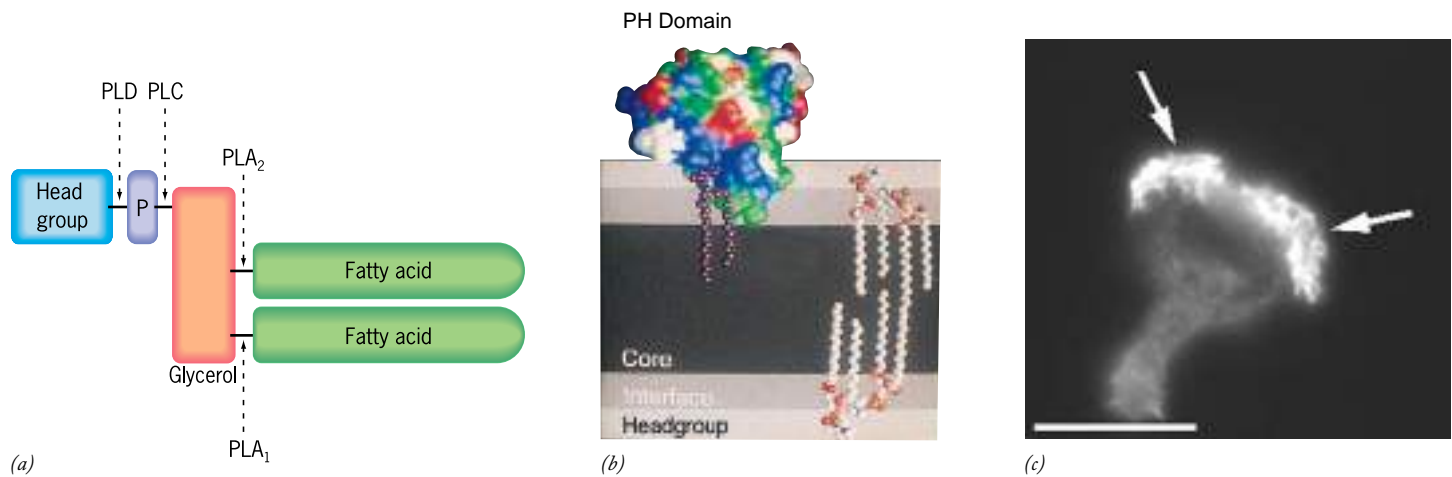 PLD PLC
PLA2
Head
group
P
Fatty acid
Fatty acid
Glycerol
PLA1
(a)
PH Domain
Core
Interface
Headgroup
(b)
(c)